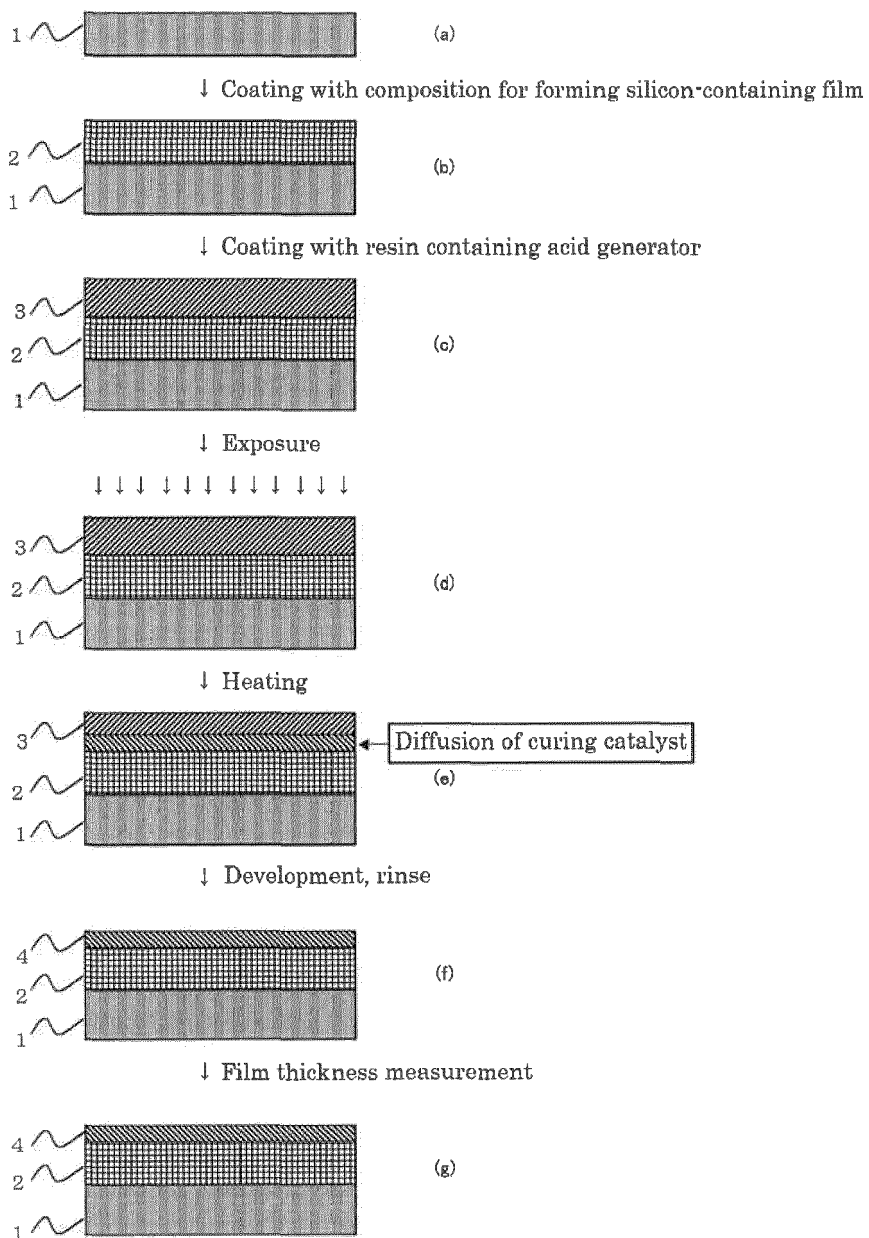 1 (a)
↓ Coating with composition for forming silicon-containing film
2
1 (b)
↓ Coating with resin containing acid generator
3
2 (c)
1
↓ Exposure
↓ ↓ ↓ ↓ ↓ ↓ ↓ ↓ ↓ ↓ ↓
3
2 (d)
1
↓ Heating
3 Diffusion of curing catalyst
2 (e)
1
↓ Development, rinse
4
2 (f)
1
↓ Film thickness measurement
4
2 (g)
1